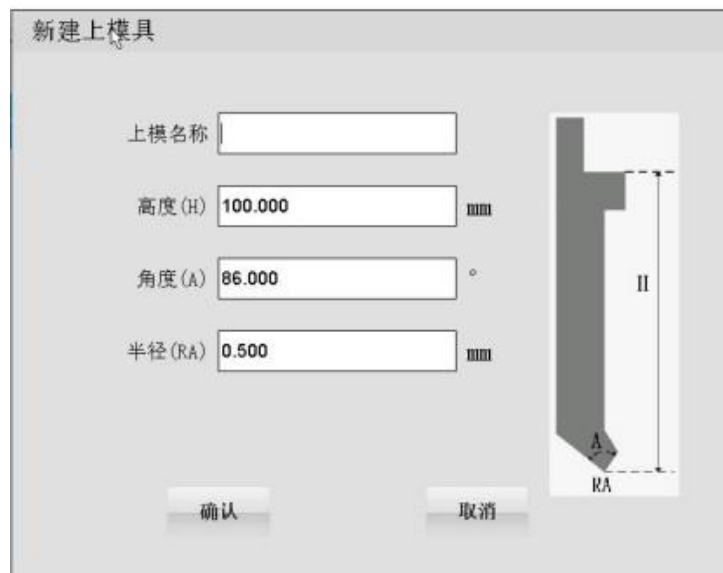 新建上模具
上模名称
高度(H) 100.000 mm
角度(A) 86.000 °
半径(RA) 0.500 mm
H
A
RA
确认
取消